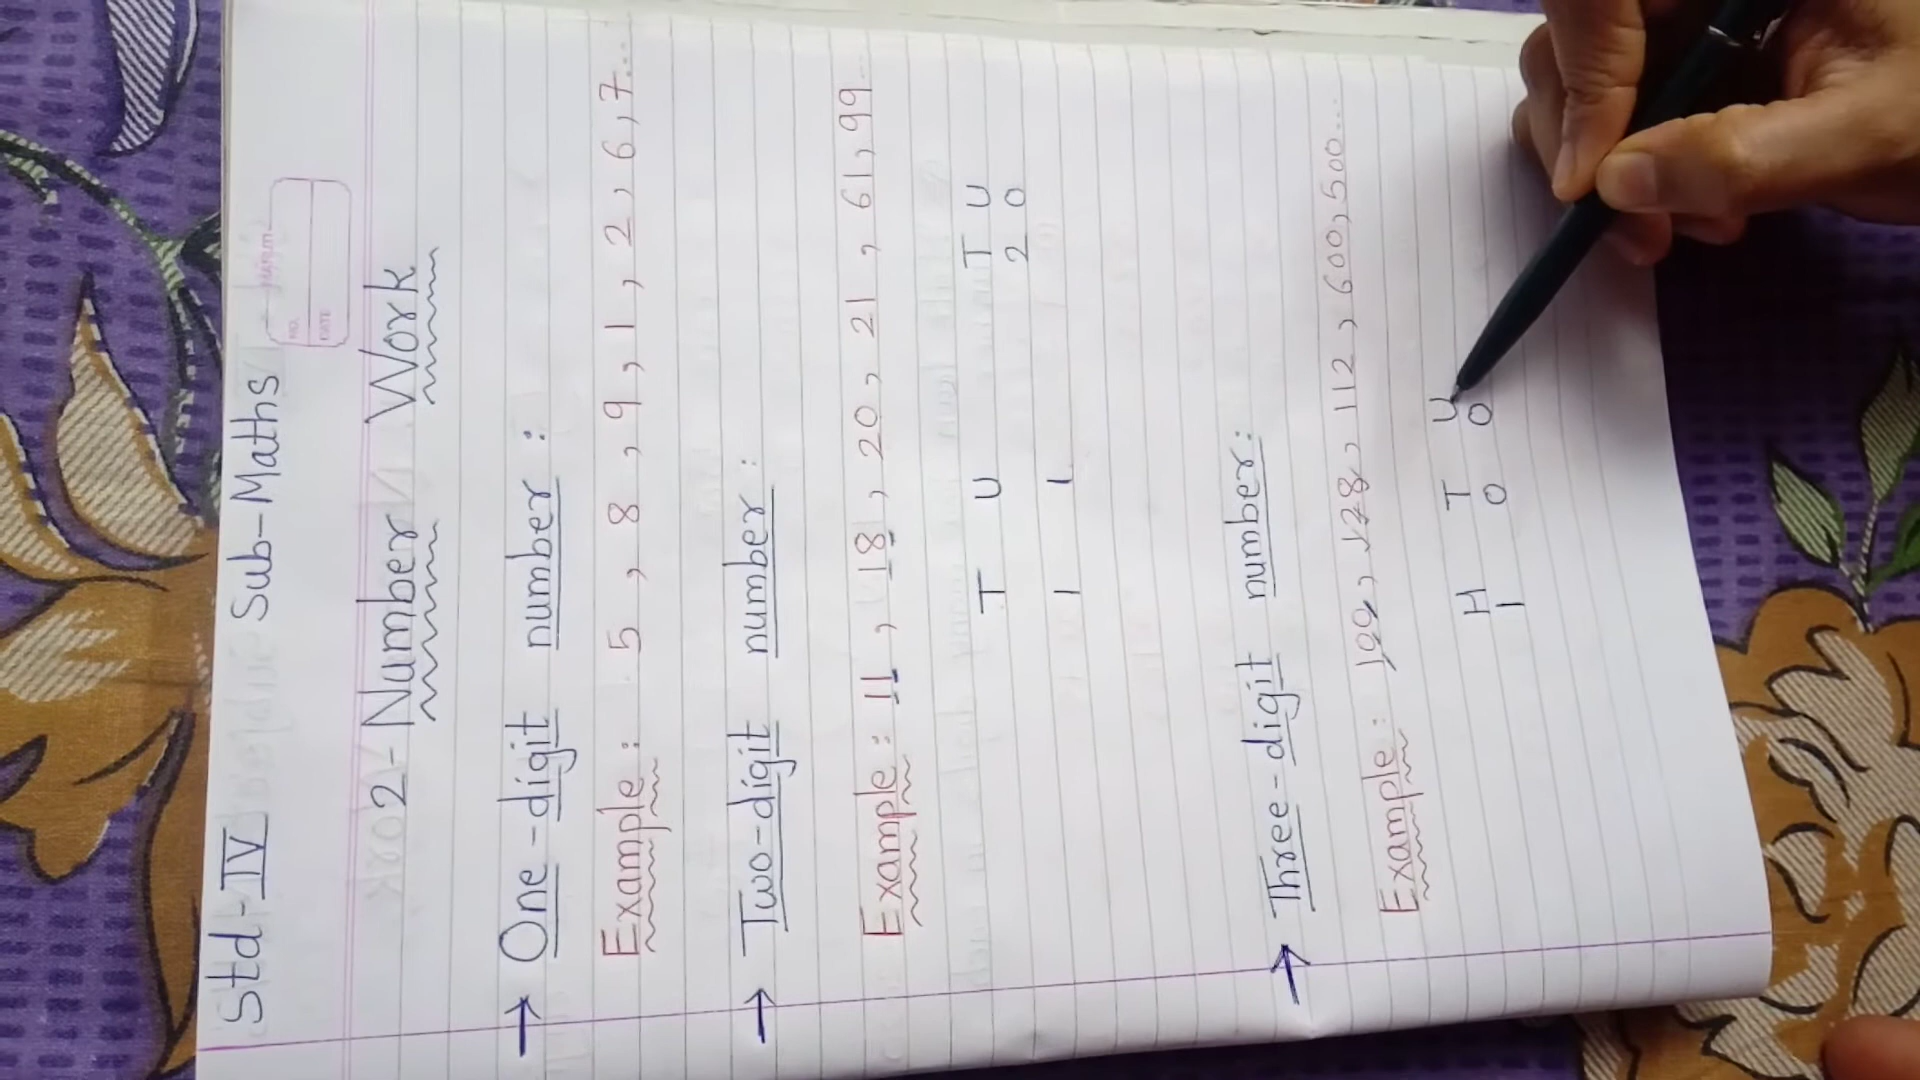 Std-IV Sub-Maths
NO.
DATE
2-Number Work
→ One-digit number:
Example: 5, 8, 9, 1, 2, 6, 7...
→ Two-digit number:
Example: 11, 18, 20, 21, 61, 99...
T U T U
2 0
1 1
→ Three-digit number:
Example: 100, 128, 112, 600, 500...
H T U
1 0 0